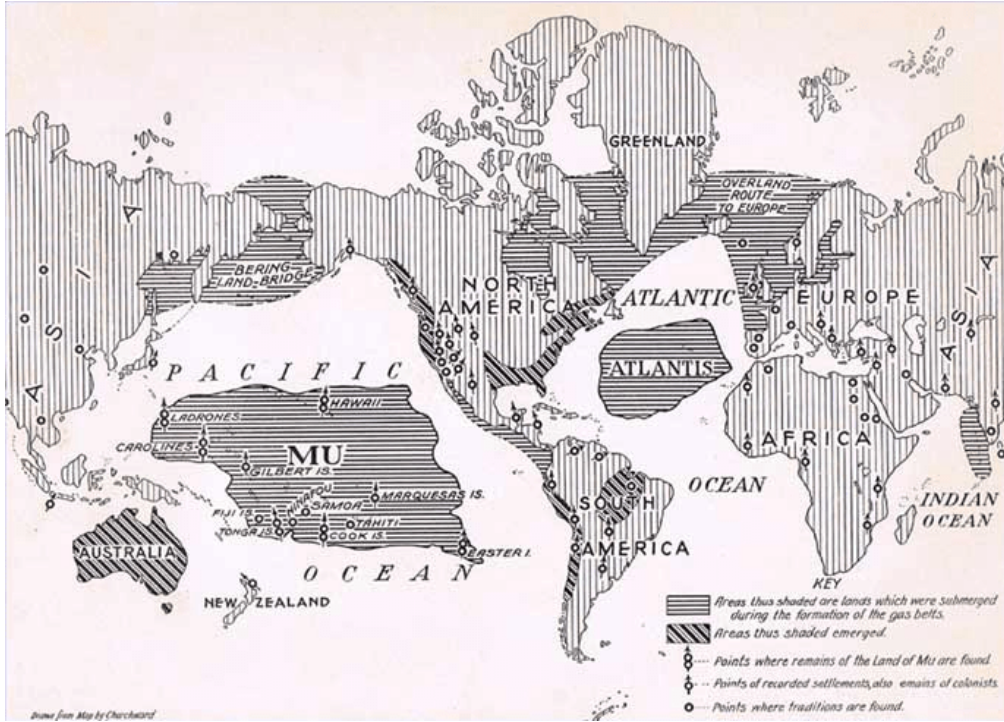 GREENLAND
OVERLAND
ROUTE
TO EUROPE
ASIA
BERING
LAND-BRIDGE
NORTH
AMERICA
ATLANTIC
EUROPE
ASIA
PACIFIC
ATLANTIS
HAWAII
LADRONES
CAROLINES
MU
GILBERT IS.
AFRICA
MARQUESAS IS.
SOUTH
OCEAN
INDIAN
OCEAN
NINAFOU
SAMOA
FIJI IS.
TAHITI
TONGA IS.
COOK IS.
AUSTRALIA
EASTER I.
AMERICA
OCEAN
NEW ZEALAND
KEY
Areas thus shaded are lands which were submerged
during the formation of the gas belts.
Areas thus shaded emerged.
Points where remains of the Land of Mu are found.
Points of recorded settlements, also emains of colonists.
Points where traditions are found.
Drawn from Map by Churchward